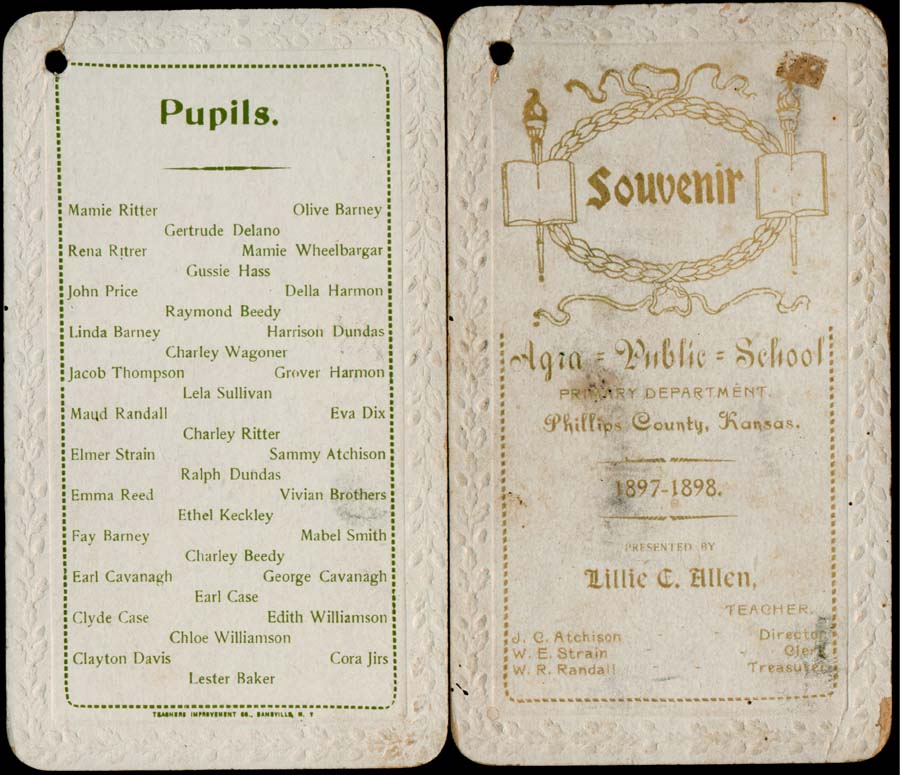 Pupils.
Mamie Ritter Olive Barney
Gertrude Delano
Rena Ritrer Mamie Wheelbargar
Gussie Hass
John Price Della Harmon
Raymond Beedy
Linda Barney Harrison Dundas
Charley Wagoner
Jacob Thompson Grover Harmon
Lela Sullivan
Maud Randall Eva Dix
Charley Ritter
Elmer Strain Sammy Atchison
Ralph Dundas
Emma Reed Vivian Brothers
Ethel Keckley
Fay Barney Mabel Smith
Charley Beedy
Earl Cavanagh George Cavanagh
Earl Case
Clyde Case Edith Williamson
Chloe Williamson
Clayton Davis Cora Jirs
Lester Baker
TEACHERS IMPROVEMENT CO., DANSVILLE, N. Y
Souvenir
Agra = Public = School
PRIMARY DEPARTMENT.
Phillips County, Kansas.
1897-1898.
PRESENTED BY
Lillie C. Allen,
TEACHER.
J. C. Atchison - - Director
W. E. Strain - - Clerk
W. R. Randall - - Treasurer